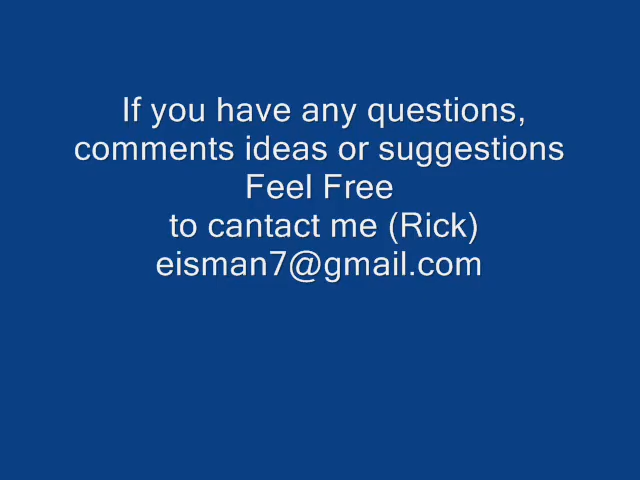 If you have any questions,
comments ideas or suggestions
Feel Free
to cantact me (Rick)
eisman7@gmail.com